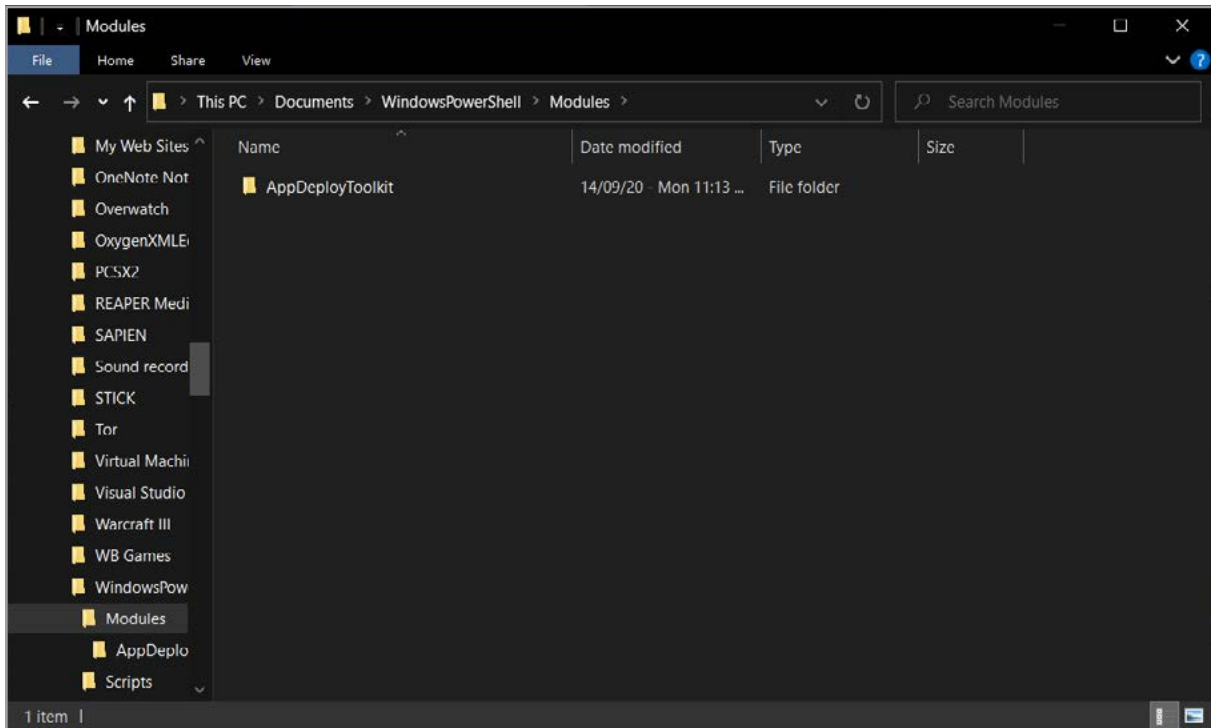 Modules
File Home Share View ?
This PC > Documents > WindowsPowerShell > Modules > Search Modules
Name Date modified Type Size
AppDeployToolkit 14/09/20 - Mon 11:13 ... File folder
My Web Sites
OneNote Not
Overwatch
OxygenXMLE
PCSX2
REAPER Medi
SAPIEN
Sound record
STICK
Tor
Virtual Machi
Visual Studio
Warcraft III
WB Games
WindowsPow
Modules
AppDeplo
Scripts
1 item